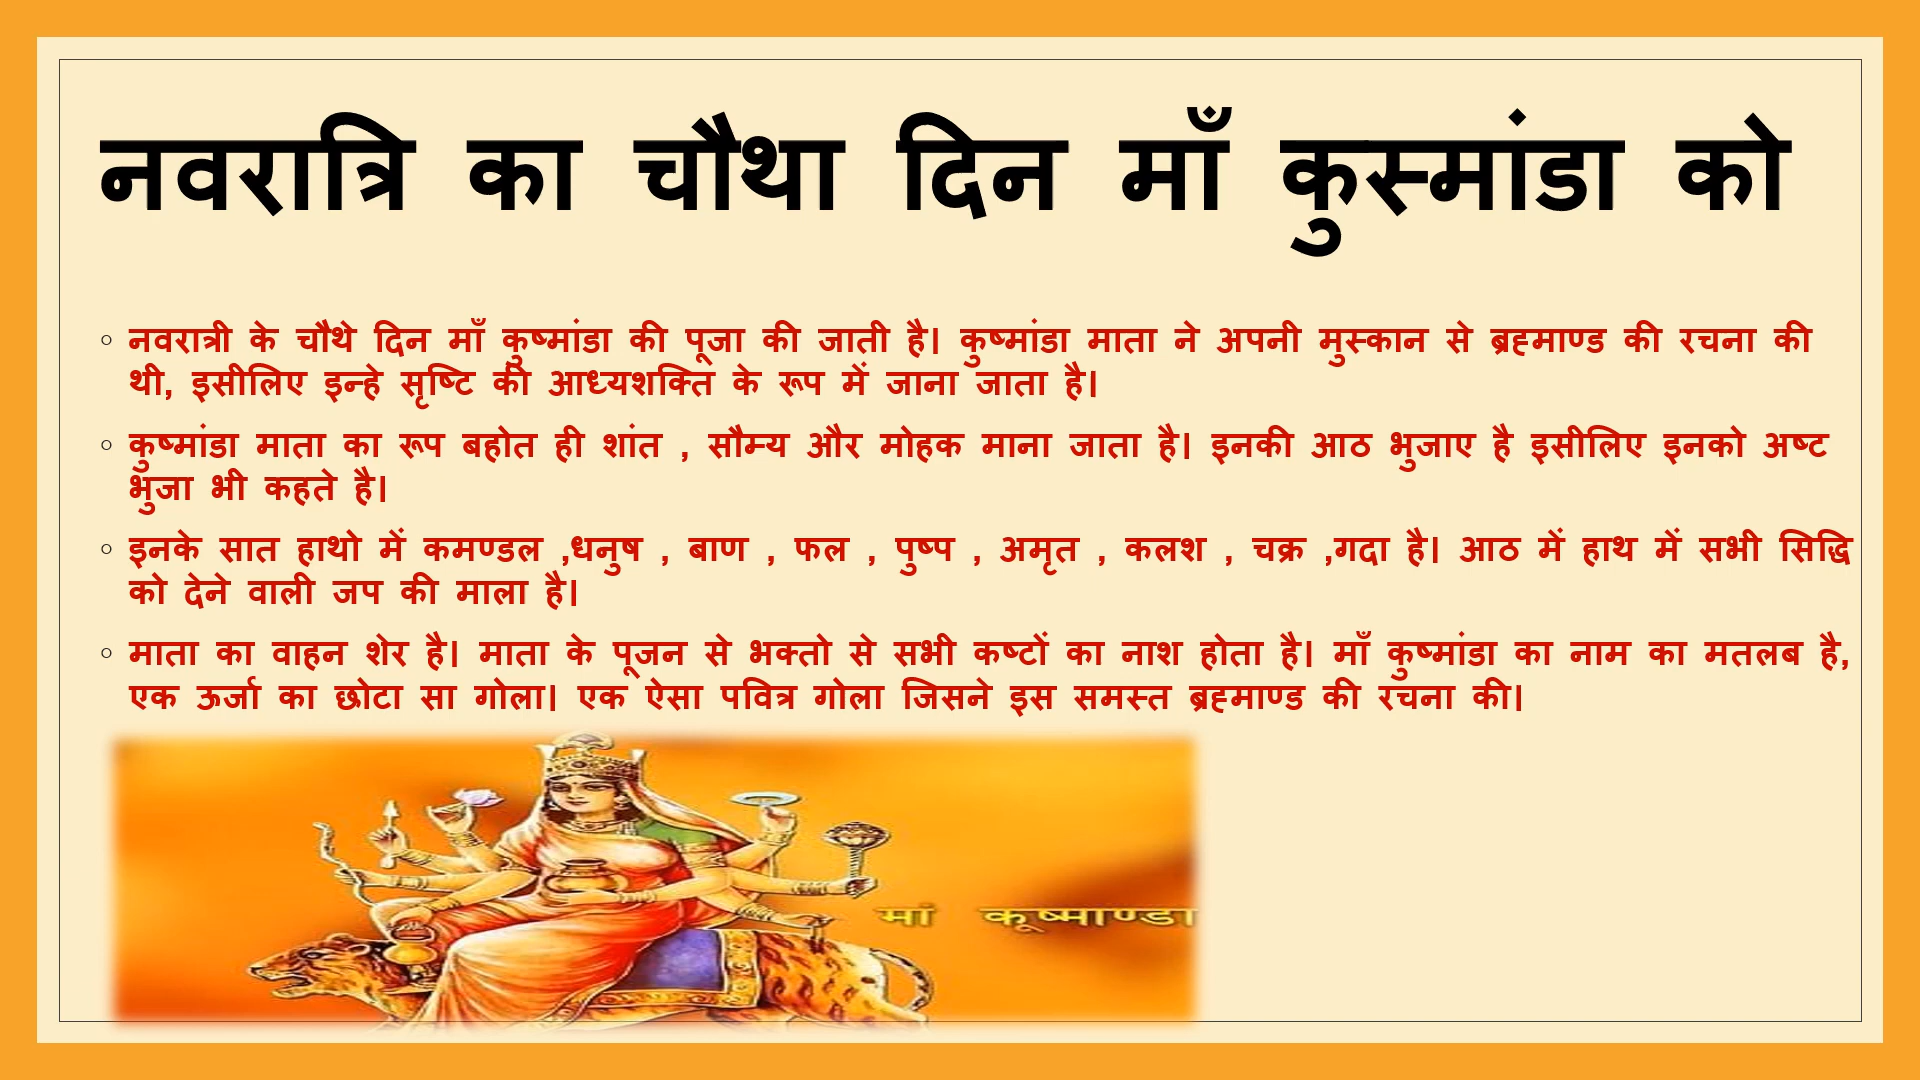 नवरात्रि का चौथा दिन माँ कुस्मांडा को
नवरात्री के चौथे दिन माँ कुष्मांडा की पूजा की जाती है। कुष्मांडा माता ने अपनी मुस्कान से ब्रह्माण्ड की रचना की
थी, इसीलिए इन्हे सृष्टि की आध्यशक्ति के रूप में जाना जाता है।
कुष्मांडा माता का रूप बहोत ही शांत , सौम्य और मोहक माना जाता है। इनकी आठ भुजाए है इसीलिए इनको अष्ट
भुजा भी कहते है।
इनके सात हाथो में कमण्डल ,धनुष , बाण , फल , पुष्प , अमृत , कलश , चक्र ,गदा है। आठ में हाथ में सभी सिद्धि
को देने वाली जप की माला है।
माता का वाहन शेर है। माता के पूजन से भक्तो से सभी कष्टों का नाश होता है। माँ कुष्मांडा का नाम का मतलब है,
एक ऊर्जा का छोटा सा गोला। एक ऐसा पवित्र गोला जिसने इस समस्त ब्रह्माण्ड की रचना की।
मां कूष्माण्डा